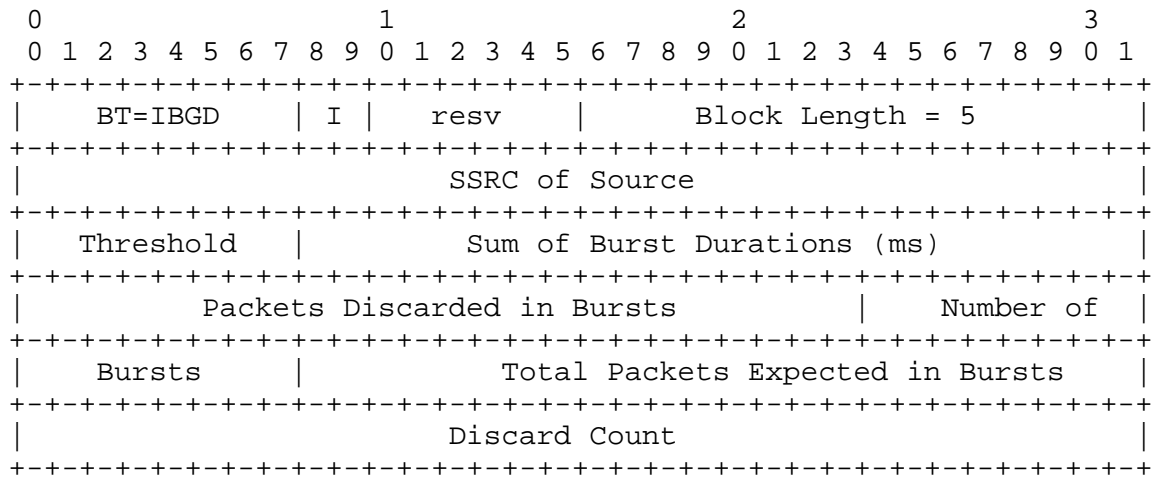 0                   1                   2                   3
 0 1 2 3 4 5 6 7 8 9 0 1 2 3 4 5 6 7 8 9 0 1 2 3 4 5 6 7 8 9 0 1
+-+-+-+-+-+-+-+-+-+-+-+-+-+-+-+-+-+-+-+-+-+-+-+-+-+-+-+-+-+-+-+-+
|    BT=IBGD    | I |   resv    |      Block Length = 5         |
+-+-+-+-+-+-+-+-+-+-+-+-+-+-+-+-+-+-+-+-+-+-+-+-+-+-+-+-+-+-+-+-+
|                        SSRC of Source                         |
+-+-+-+-+-+-+-+-+-+-+-+-+-+-+-+-+-+-+-+-+-+-+-+-+-+-+-+-+-+-+-+-+
|   Threshold   |         Sum of Burst Durations (ms)           |
+-+-+-+-+-+-+-+-+-+-+-+-+-+-+-+-+-+-+-+-+-+-+-+-+-+-+-+-+-+-+-+-+
|          Packets Discarded in Bursts          |   Number of   |
+-+-+-+-+-+-+-+-+-+-+-+-+-+-+-+-+-+-+-+-+-+-+-+-+-+-+-+-+-+-+-+-+
|    Bursts     |           Total Packets Expected in Bursts    |
+-+-+-+-+-+-+-+-+-+-+-+-+-+-+-+-+-+-+-+-+-+-+-+-+-+-+-+-+-+-+-+-+
|                        Discard Count                          |
+-+-+-+-+-+-+-+-+-+-+-+-+-+-+-+-+-+-+-+-+-+-+-+-+-+-+-+-+-+-+-+-+